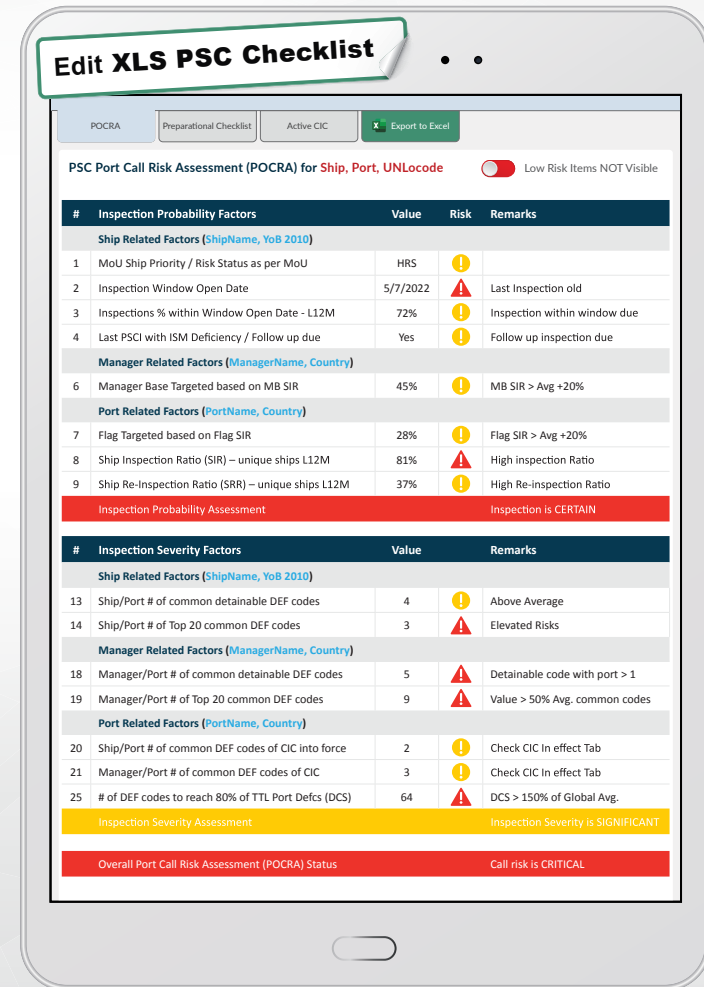 Edit XLS PSC Checklist
POCRA Preparational Checklist Active CIC Export to Excel
PSC Port Call Risk Assessment (POCRA) for Ship, Port, UNLocode Low Risk Items NOT Visible
# Inspection Probability Factors Value Risk Remarks
Ship Related Factors (ShipName, YoB 2010)
1 MoU Ship Priority / Risk Status as per MoU HRS
2 Inspection Window Open Date 5/7/2022 Last Inspection old
3 Inspections % within Window Open Date - L12M 72% Inspection within window due
4 Last PSCI with ISM Deficiency / Follow up due Yes Follow up inspection due
Manager Related Factors (ManagerName, Country)
6 Manager Base Targeted based on MB SIR 45% MB SIR > Avg +20%
Port Related Factors (PortName, Country)
7 Flag Targeted based on Flag SIR 28% Flag SIR > Avg +20%
8 Ship Inspection Ratio (SIR) – unique ships L12M 81% High inspection Ratio
9 Ship Re-Inspection Ratio (SRR) – unique ships L12M 37% High Re-inspection Ratio
Inspection Probability Assessment Inspection is CERTAIN
# Inspection Severity Factors Value Remarks
Ship Related Factors (ShipName, YoB 2010)
13 Ship/Port # of common detainable DEF codes 4 Above Average
14 Ship/Port # of Top 20 common DEF codes 3 Elevated Risks
Manager Related Factors (ManagerName, Country)
18 Manager/Port # of common detainable DEF codes 5 Detainable code with port > 1
19 Manager/Port # of Top 20 common DEF codes 9 Value > 50% Avg. common codes
Port Related Factors (PortName, Country)
20 Ship/Port # of common DEF codes of CIC into force 2 Check CIC In effect Tab
21 Manager/Port # of common DEF codes of CIC 3 Check CIC In effect Tab
25 # of DEF codes to reach 80% of TTL Port Defcs (DCS) 64 DCS > 150% of Global Avg.
Inspection Severity Assessment Inspection Severity is SIGNIFICANT
Overall Port Call Risk Assessment (POCRA) Status Call risk is CRITICAL